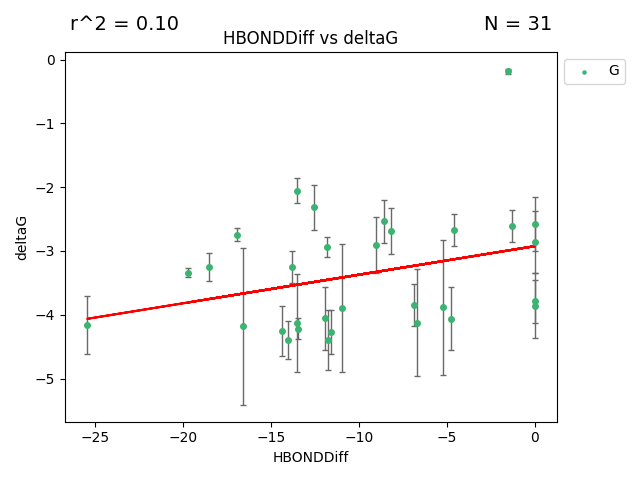 r^2 = 0.10
N = 31
HBONDDiff vs deltaG
G
deltaG
0
−1
−2
−3
−4
−5
−25
−20
−15
−10
−5
0
HBONDDiff